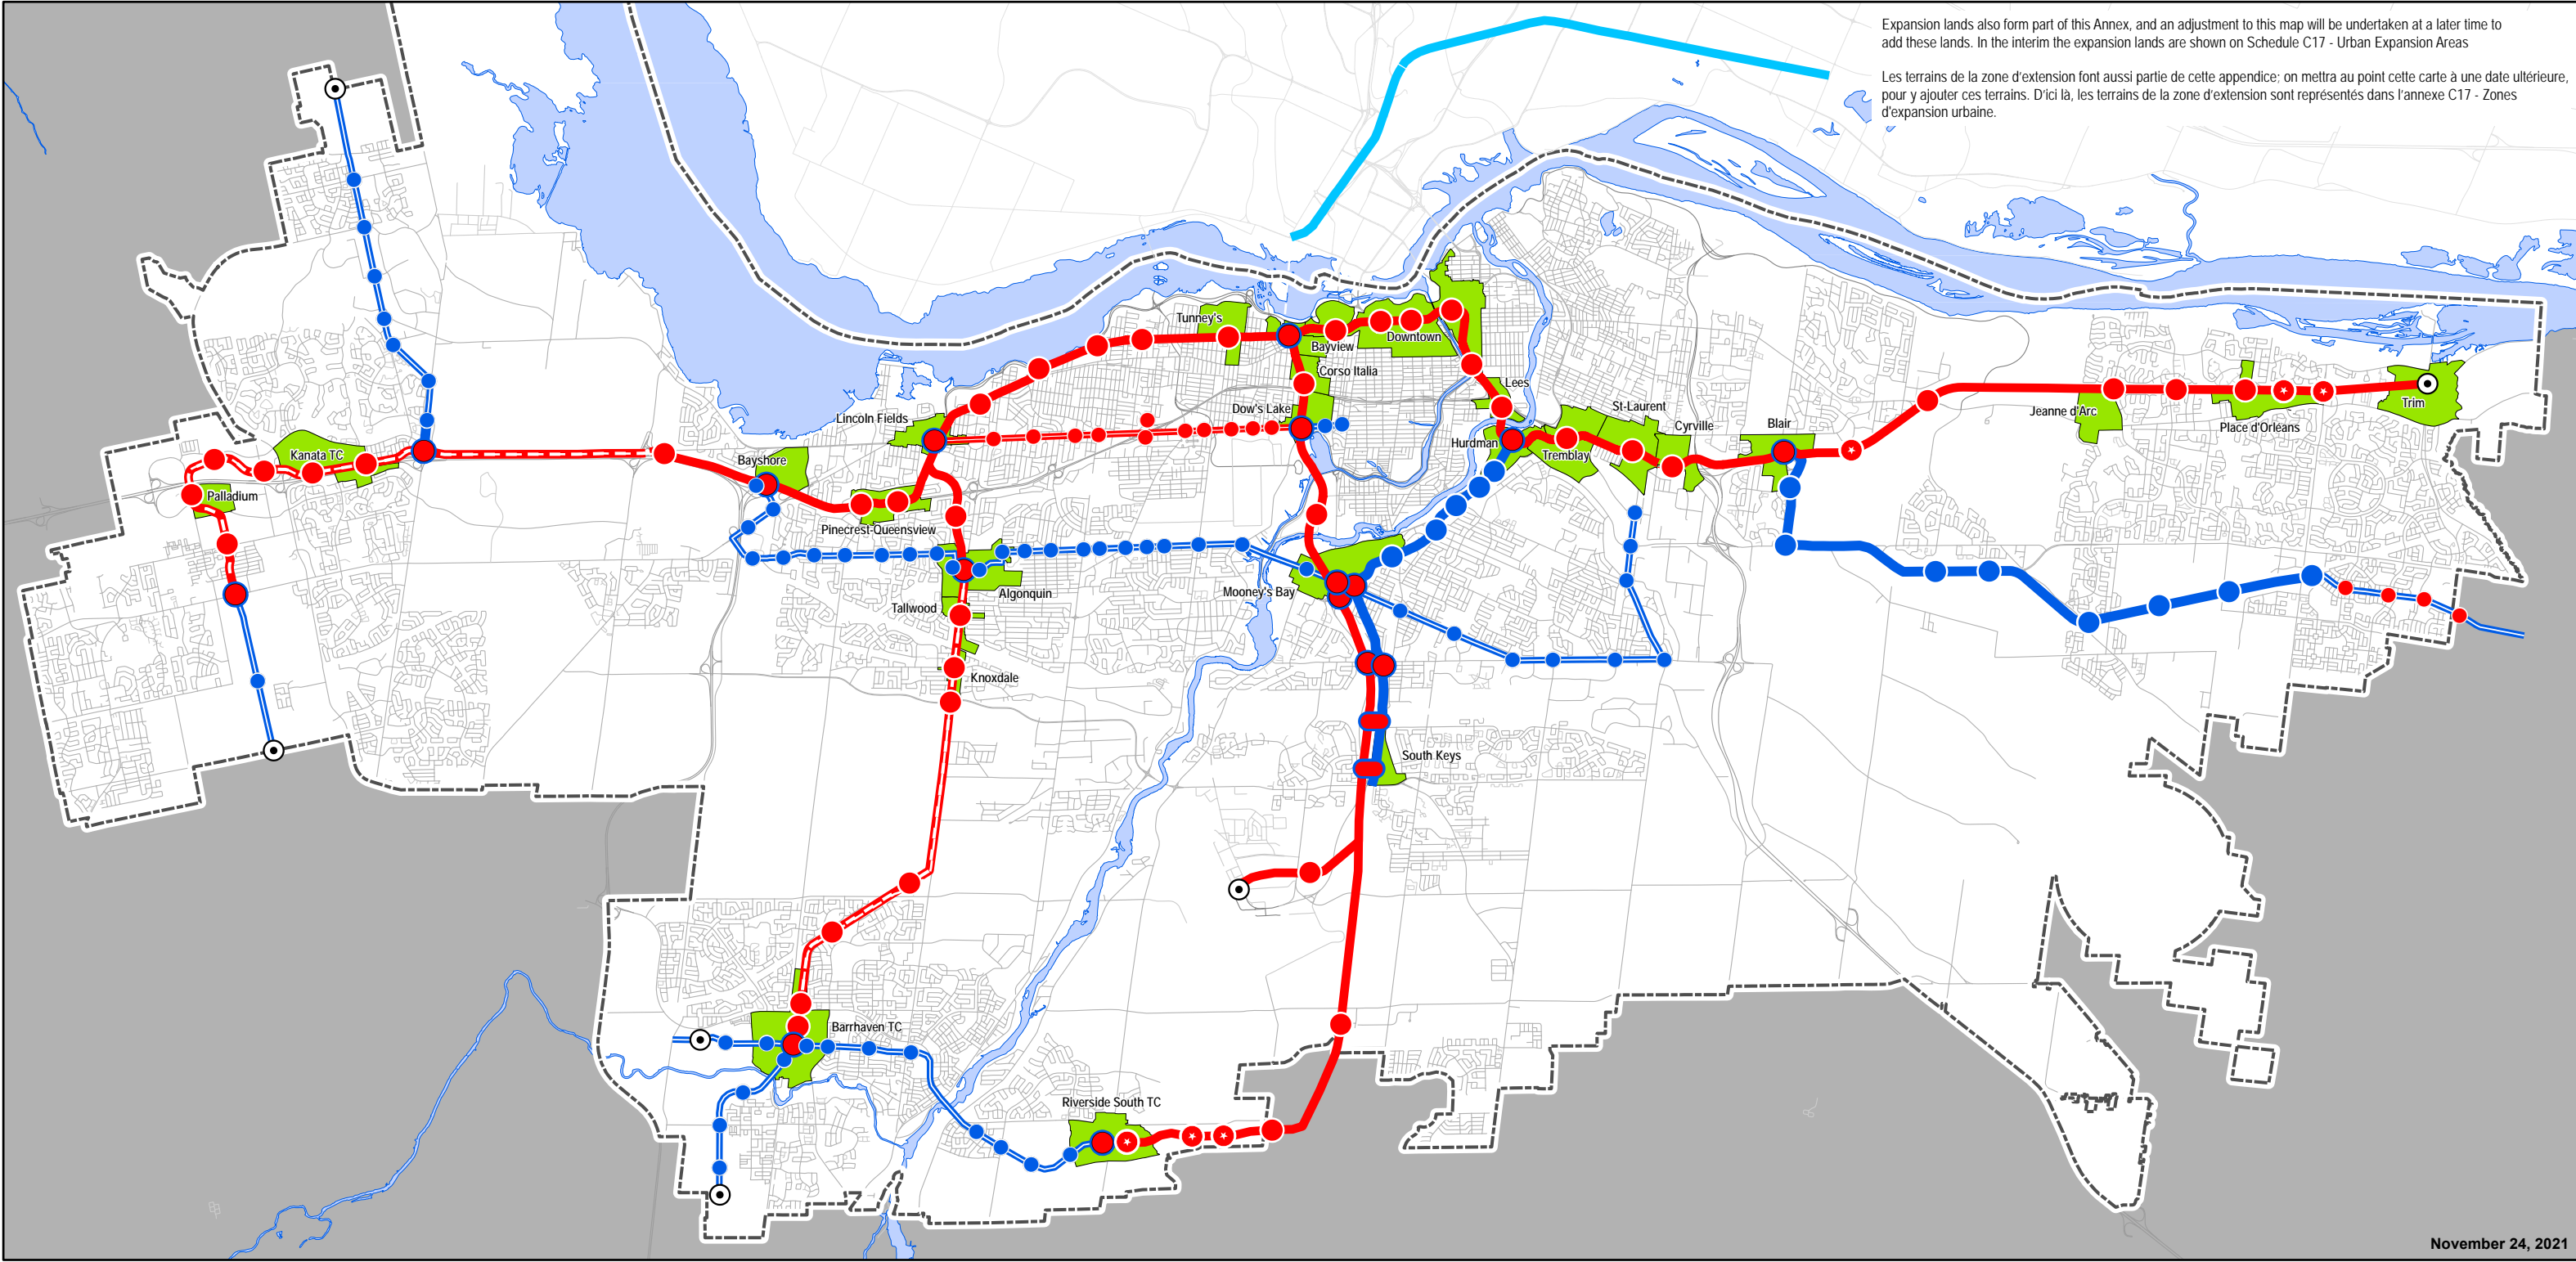 Expansion lands also form part of this Annex, and an adjustment to this map will be undertaken at a later time to
add these lands. In the interim the expansion lands are shown on Schedule C17 - Urban Expansion Areas
Les terrains de la zone d'extension font aussi partie de cette appendice; on mettra au point cette carte à une date ultérieure,
pour y ajouter ces terrains. D'ici là, les terrains de la zone d'extension sont représentés dans l'annexe C17 - Zones
d'expansion urbaine.
Tunney's
Bayview
Downtown
Corso Italia
Lees
Dow's Lake
St-Laurent
Lincoln Fields
Cyrville
Blair
Jeanne d'Arc
Trim
Place d'Orléans
Hurdman
Tremblay
Kanata TC
Bayshore
Palladium
Pinecrest-Queensview
Mooney's Bay
Algonquin
Tallwood
Knoxdale
South Keys
Barrhaven TC
Riverside South TC
November 24, 2021